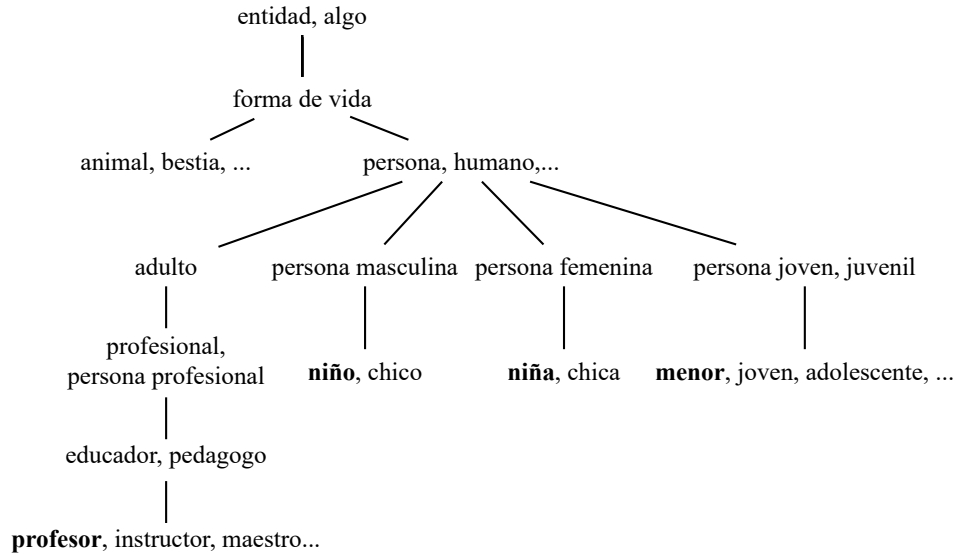 entidad, algo
forma de vida
animal, bestia, ...
persona, humano,...
adulto
persona masculina
persona femenina
persona joven, juvenil
profesional,
persona profesional
niño, chico
niña, chica
menor, joven, adolescente, ...
educador, pedagogo
profesor, instructor, maestro...